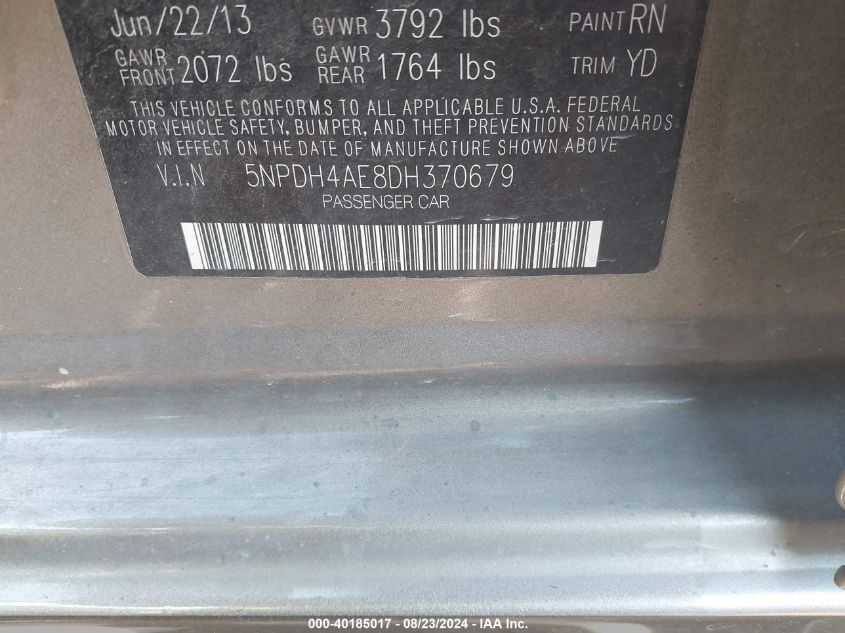 Jun/22/13 GVWR 3792 lbs PAINT RN
GAWR FRONT 2072 lbs GAWR REAR 1764 lbs TRIM YD
THIS VEHICLE CONFORMS TO ALL APPLICABLE U.S.A. FEDERAL
MOTOR VEHICLE SAFETY, BUMPER, AND THEFT PREVENTION STANDARDS
IN EFFECT ON THE DATE OF MANUFACTURE SHOWN ABOVE.
V.I.N 5NPDH4AE8DH370679
PASSENGER CAR
000-40185017 - 08/23/2024 - IAA Inc.